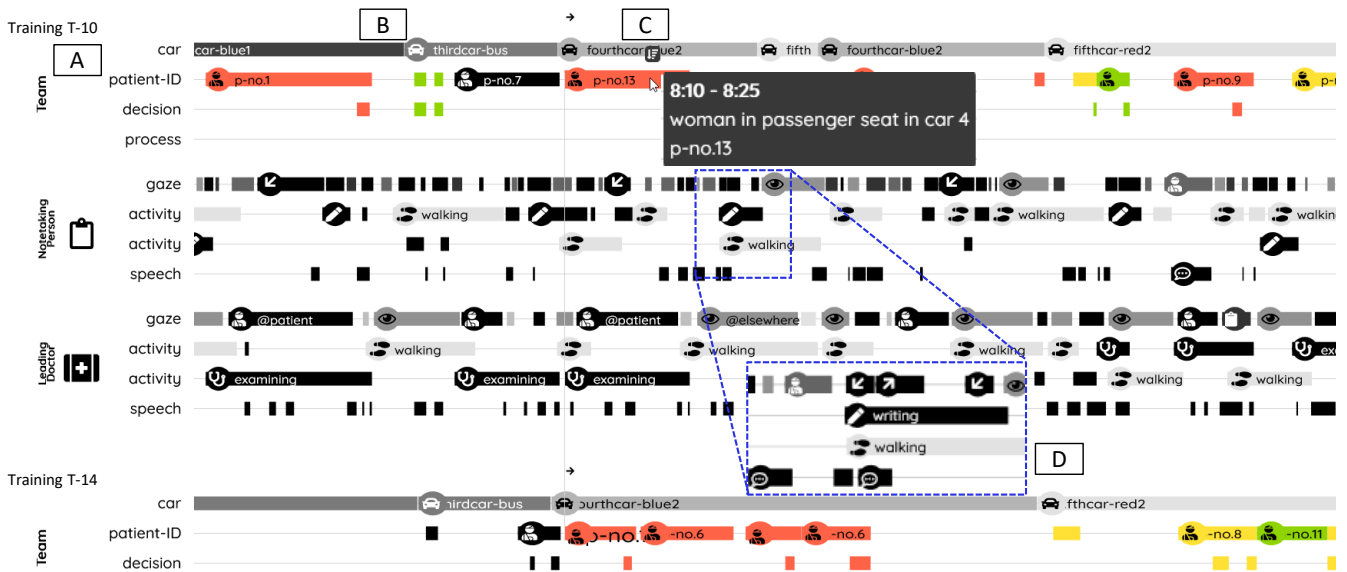 Training T-10
A
B
C
car
car-blue1
thirdcar-bus
fourthcar-blue2
fifth
fourthcar-blue2
fifthcar-red2
Team
patient-ID
p-no.1
p-no.7
p-no.13
p-no.9
decision
process
8:10 - 8:25
woman in passenger seat in car 4
p-no.13
Notetaking
Person
gaze
activity
walking
walking
activity
walking
speech
Leading
Doctor
gaze
@patient
@patient
@elsewhere
activity
walking
walking
walking
activity
examining
examining
examining
walking
walking
speech
writing
walking
D
Training T-14
car
hirdcar-bus
ourthcar-blue2
fthcar-red2
Team
patient-ID
-no.6
-no.6
-no.8
-no.11
decision